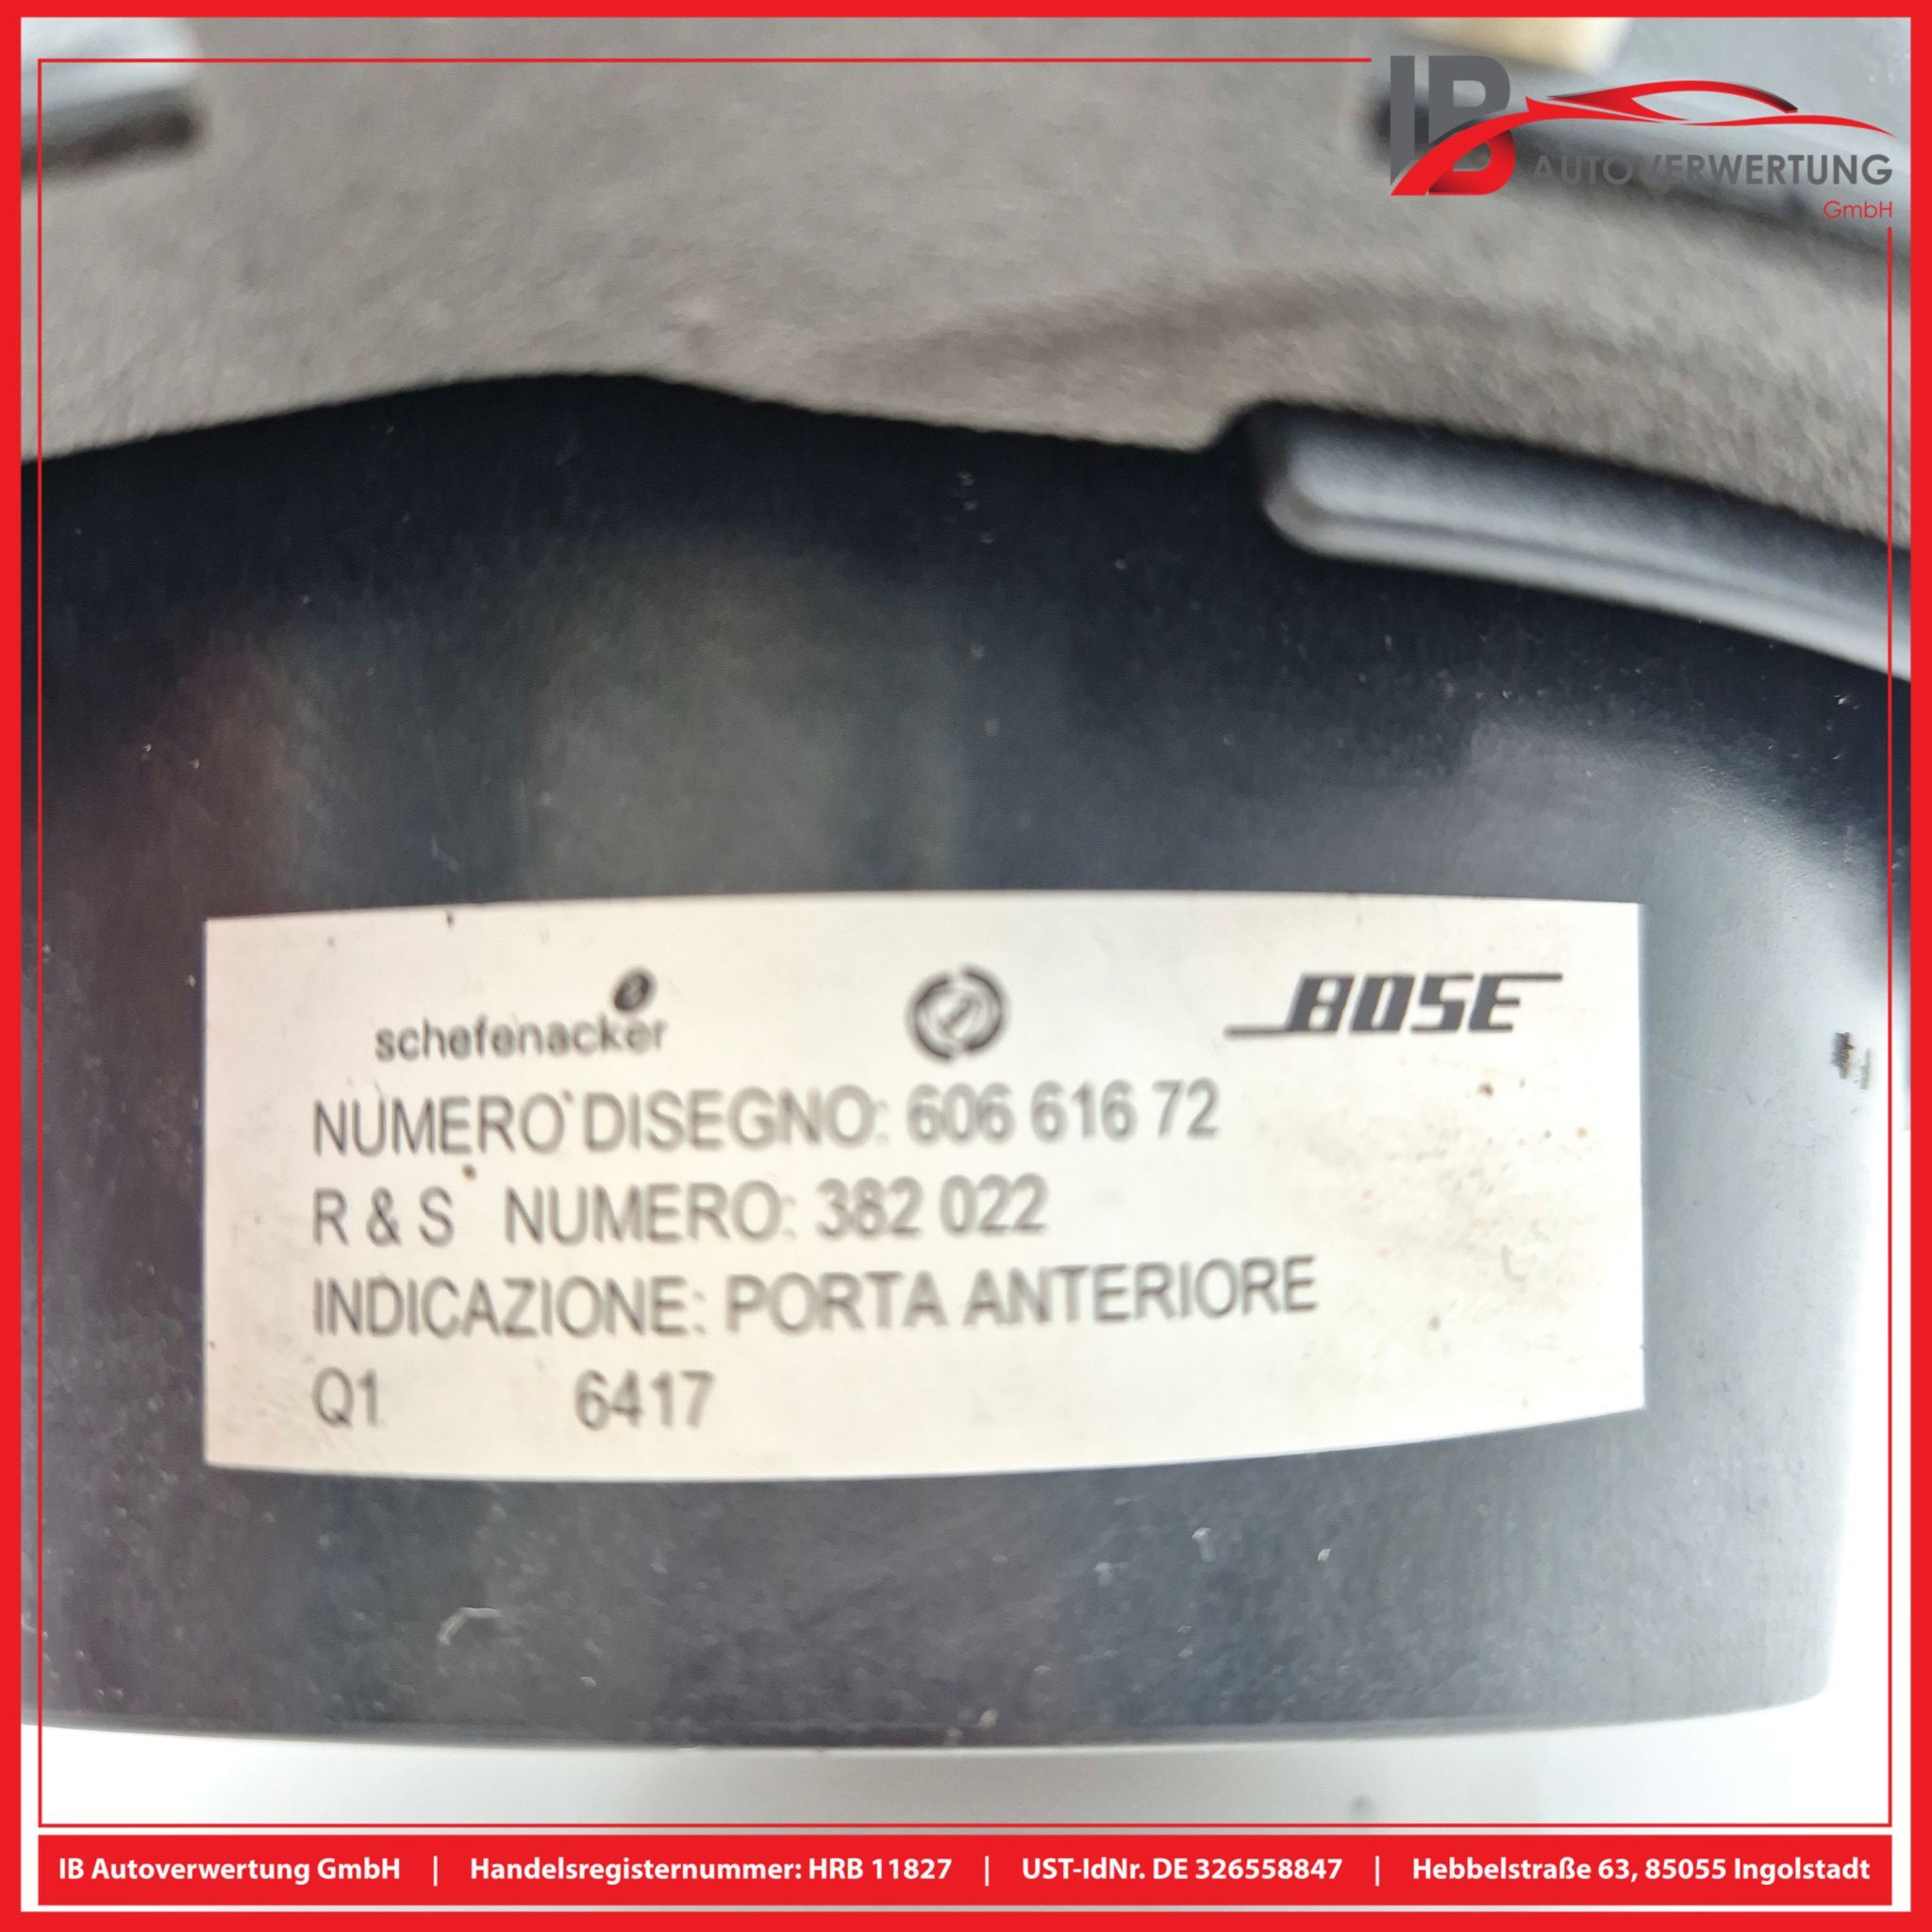 IB
AUTOVERWERTUNG
GmbH
schefenacker
BOSE
NUMERO DISEGNO: 606 616 72
R & S NUMERO: 382 022
INDICAZIONE: PORTA ANTERIORE
Q1 6417
IB Autoverwertung GmbH | Handelsregisternummer: HRB 11827 | UST-IdNr. DE 326558847 | Hebbelstraße 63, 85055 Ingolstadt